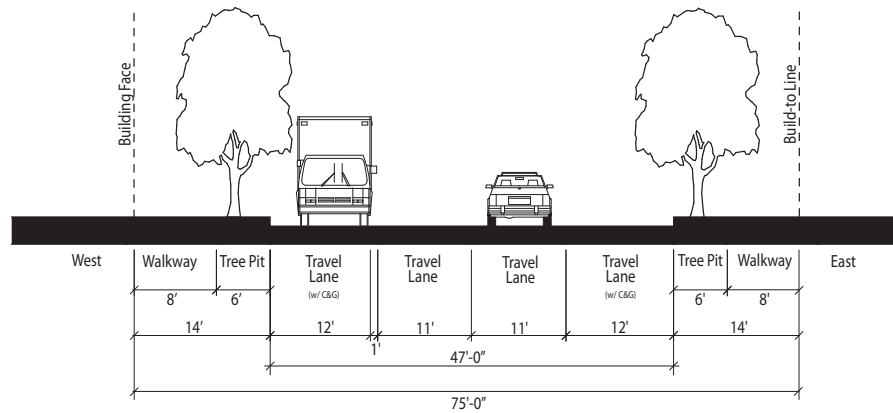 Building Face
Build-to Line
West
Walkway
Tree Pit
Travel
Lane
(w/ C&G)
Travel
Lane
Travel
Lane
Travel
Lane
(w/ C&G)
Tree Pit
Walkway
East
8’
6’
6'
8'
14’
12'
1'
11'
11'
12'
14'
47'-0”
75'-0”